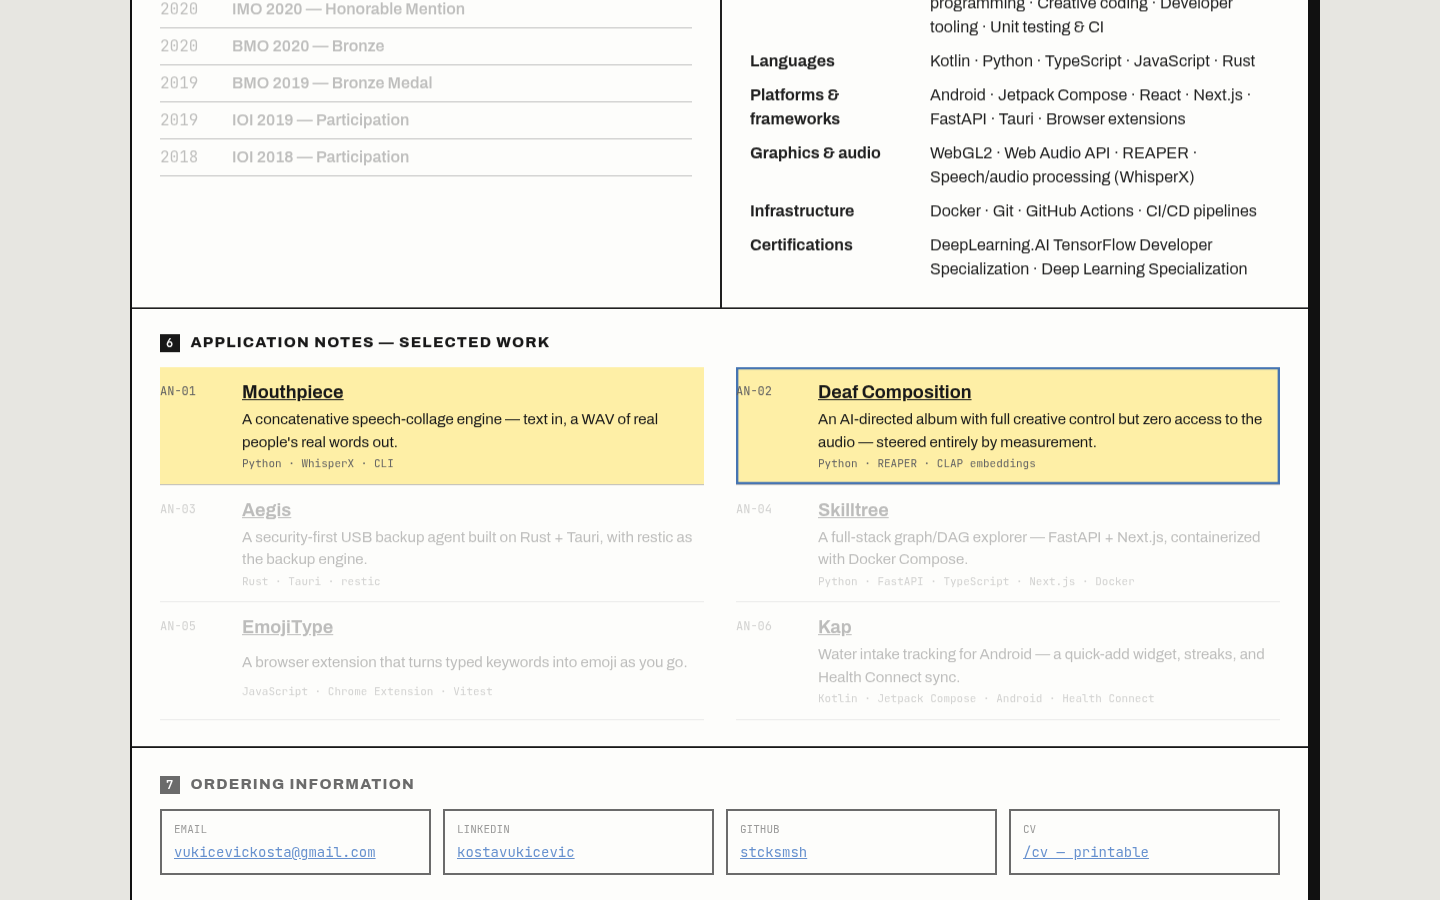 2020 IMO 2020 — Honorable Mention
2020 BMO 2020 — Bronze
2019 BMO 2019 — Bronze Medal
2019 IOI 2019 — Participation
2018 IOI 2018 — Participation
programming · Creative coding · Developer
tooling · Unit testing & CI
Languages Kotlin · Python · TypeScript · JavaScript · Rust
Platforms & Android · Jetpack Compose · React · Next.js ·
frameworks FastAPI · Tauri · Browser extensions
Graphics & audio WebGL2 · Web Audio API · REAPER ·
Speech/audio processing (WhisperX)
Infrastructure Docker · Git · GitHub Actions · CI/CD pipelines
Certifications DeepLearning.AI TensorFlow Developer
Specialization · Deep Learning Specialization
6 APPLICATION NOTES — SELECTED WORK
AN-01 Mouthpiece
A concatenative speech-collage engine — text in, a WAV of real
people's real words out.
Python · WhisperX · CLI
AN-02 Deaf Composition
An AI-directed album with full creative control but zero access to the
audio — steered entirely by measurement.
Python · REAPER · CLAP embeddings
AN-03 Aegis
A security-first USB backup agent built on Rust + Tauri, with restic as
the backup engine.
Rust · Tauri · restic
AN-04 Skilltree
A full-stack graph/DAG explorer — FastAPI + Next.js, containerized
with Docker Compose.
Python · FastAPI · TypeScript · Next.js · Docker
AN-05 EmojiType
A browser extension that turns typed keywords into emoji as you go.
JavaScript · Chrome Extension · Vitest
AN-06 Kap
Water intake tracking for Android — a quick-add widget, streaks, and
Health Connect sync.
Kotlin · Jetpack Compose · Android · Health Connect
7 ORDERING INFORMATION
EMAIL
vukicevickosta@gmail.com
LINKEDIN
kostavukicevic
GITHUB
stcksmsh
CV
/cv — printable